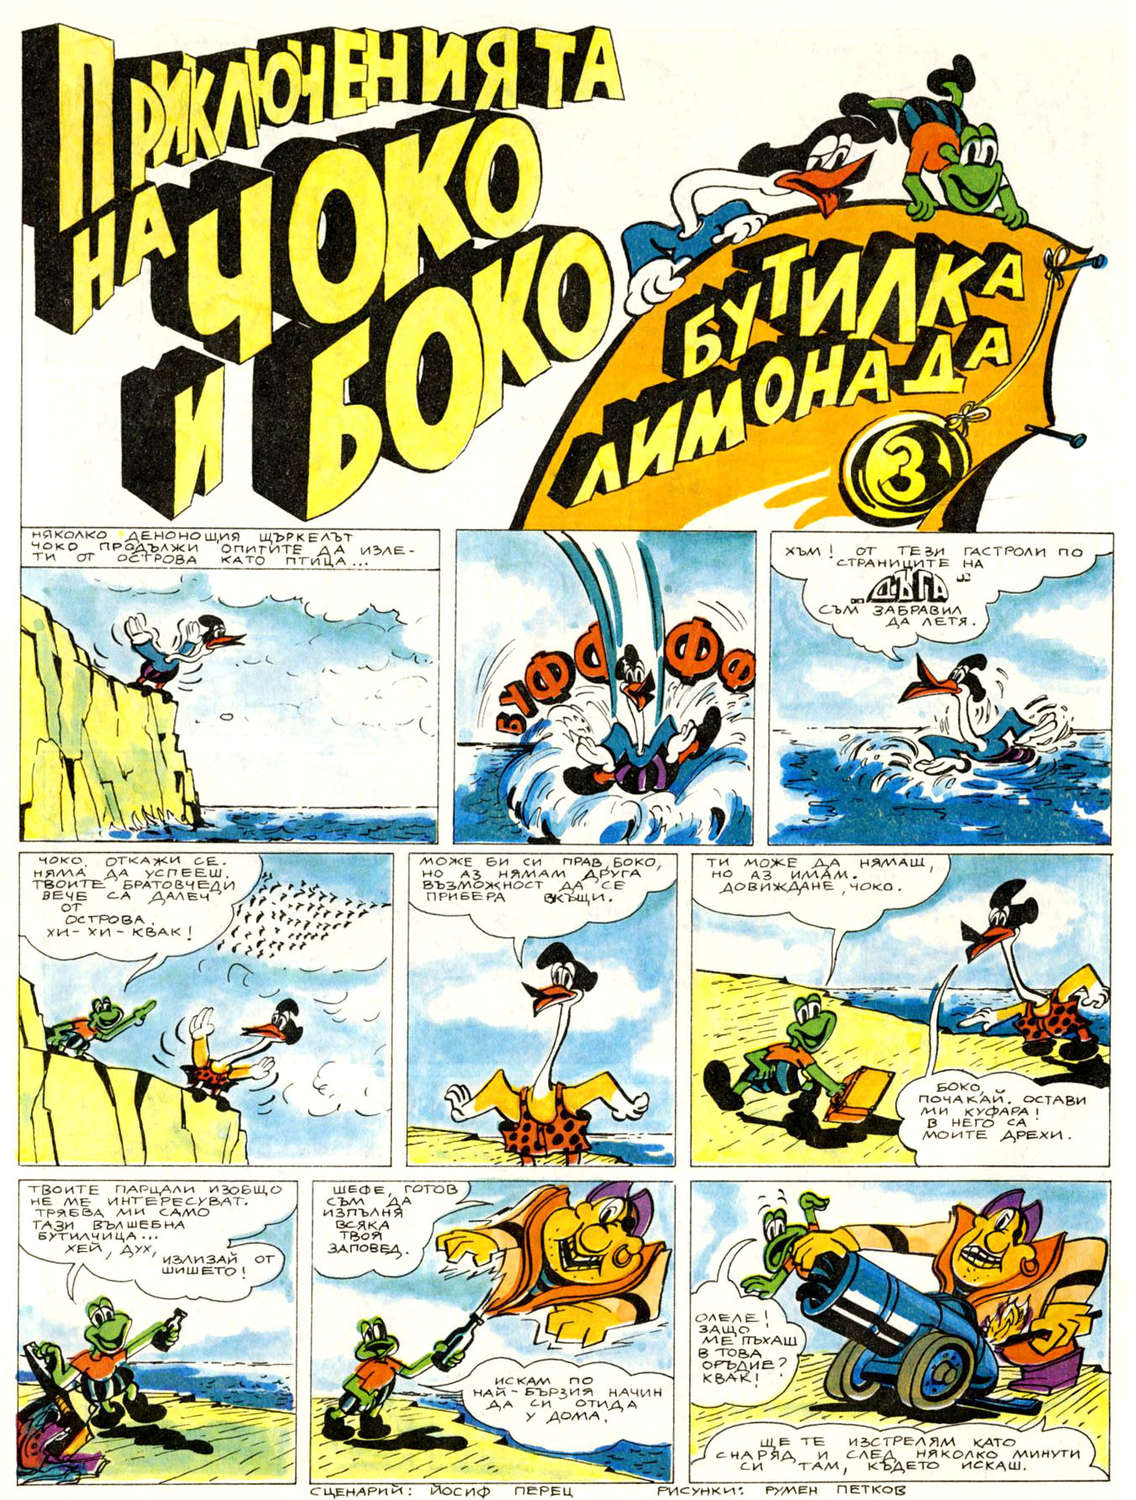 ПРИКЛЮЧЕНИЯТА
НА ЧОКО
И БОКО
БУТИЛКА
ЛИМОНАДА
3
НЯКОЛКО ДЕНОНОЩИЯ ЩЪРКЕЛЪТ
ЧОКО ПРОДЪЛЖИ ОПИТИТЕ ДА ИЗЛЕ-
ТИ ОТ ОСТРОВА КАТО ПТИЦА...
БУФФФФ
ХЪМ! ОТ ТЕЗИ ГАСТРОЛИ ПО
СТРАНИЦИТЕ НА
„ДЪГА“
СЪМ ЗАБРАВИЛ
ДА ЛЕТЯ.
ЧОКО, ОТКАЖИ СЕ.
НЯМА ДА УСПЕЕШ.
ТВОИТЕ БРАТОВЧЕДИ
ВЕЧЕ СА ДАЛЕЧ
ОТ
ОСТРОВА.
ХИ-ХИ-КВАК!
МОЖЕ БИ СИ ПРАВ, БОКО,
НО АЗ НЯМАМ ДРУГА
ВЪЗМОЖНОСТ ДА СЕ
ПРИБЕРА ВКЪЩИ.
ТИ МОЖЕ ДА НЯМАШ,
НО АЗ ИМАМ.
ДОВИЖДАНЕ, ЧОКО.
БОКО,
ПОЧАКАЙ. ОСТАВИ
МИ КУФАРА!
В НЕГО СА
МОИТЕ ДРЕХИ.
ТВОИТЕ ПАРЦАЛИ ИЗОБЩО
НЕ МЕ ИНТЕРЕСУВАТ.
ТРЯБВА МИ САМО
ТАЗИ ВЪЛШЕБНА
БУТИЛЧИЦА...
ХЕЙ, ДУХ,
ИЗЛИЗАЙ ОТ
ШИШЕТО!
ШЕФЕ, ГОТОВ
СЪМ ДА
ИЗПЪЛНЯ
ВСЯКА
ТВОЯ
ЗАПОВЕД.
ИСКАМ ПО
НАЙ-БЪРЗИЯ НАЧИН
ДА СИ ОТИДА
У ДОМА.
ОЛЕЛЕ!
ЗАЩО
МЕ ПЪХАШ
В ТОВА
ОРЪДИЕ?
КВАК!
ЩЕ ТЕ ИЗСТРЕЛЯМ КАТО
СНАРЯД И СЛЕД НЯКОЛКО МИНУТИ
СИ ТАМ, КЪДЕТО ИСКАШ.
СЦЕНАРИЙ: ЙОСИФ ПЕРЕЦ РИСУНКИ: РУМЕН ПЕТКОВ